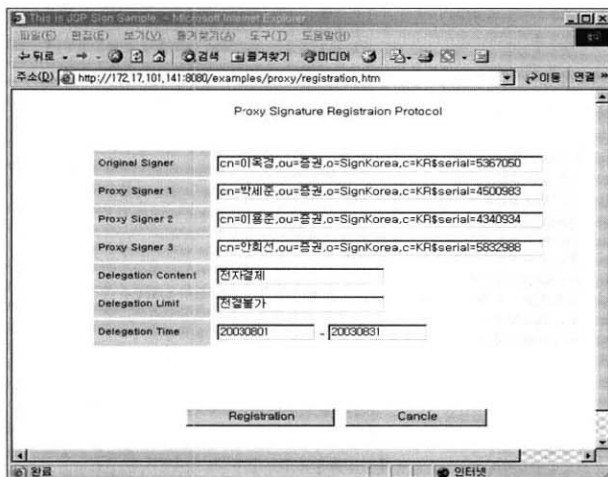 This is JCP Sign Sample. - Microsoft Internet Explorer
파일(F) 편집(E) 보기(V) 즐겨찾기(A) 도구(T) 도움말(H)
뒤로 검색 즐겨찾기 미디어
주소(D) http://172.17.101.141:8080/examples/proxy/registration.htm 이동 연결 »
Proxy Signature Registraion Protocol
Original Signer cn=이옥경,ou=증권,o=SignKorea,c=KR$serial=5367050
Proxy Signer 1 cn=박세준,ou=증권,o=SignKorea,c=KR$serial=4500983
Proxy Signer 2 cn=이용준,ou=증권,o=SignKorea,c=KR$serial=4340934
Proxy Signer 3 cn=안희선,ou=증권,o=SignKorea,c=KR$serial=5832988
Delegation Content 전자결제
Delegation Limit 전결불가
Delegation Time 20030801 - 20030831
Registration Cancle
완료 인터넷